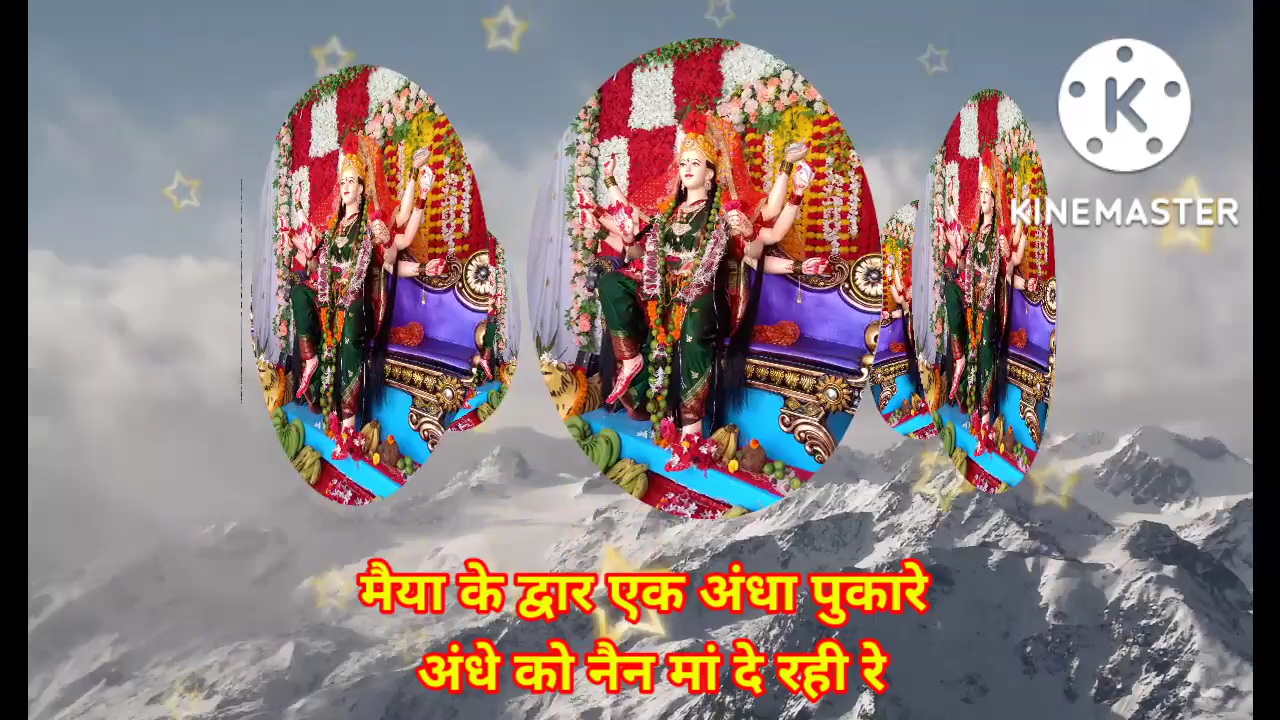 KINEMASTER
मैया के द्वार एक अंधा पुकारे
अंधे को नैन मां दे रही रे